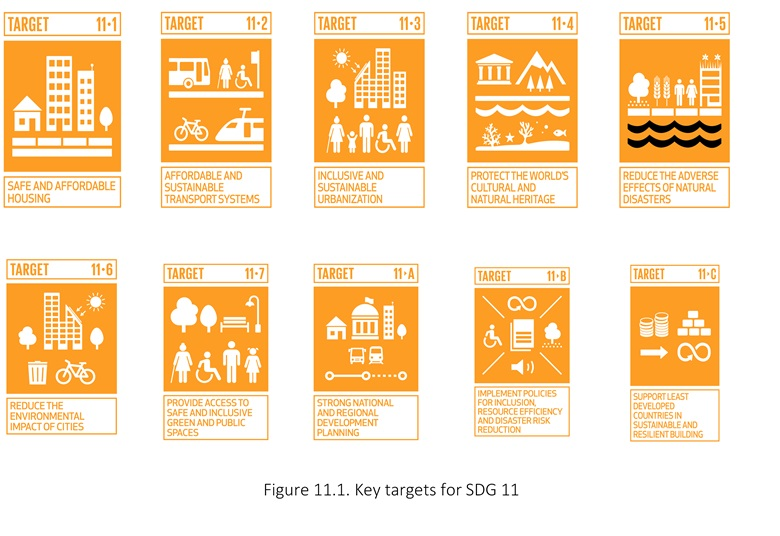 TARGET 11·1
SAFE AND AFFORDABLE
HOUSING
TARGET 11·2
AFFORDABLE AND
SUSTAINABLE
TRANSPORT SYSTEMS
TARGET 11·3
INCLUSIVE AND
SUSTAINABLE
URBANIZATION
TARGET 11·4
PROTECT THE WORLD'S
CULTURAL AND
NATURAL HERITAGE
TARGET 11·5
REDUCE THE ADVERSE
EFFECTS OF NATURAL
DISASTERS
TARGET 11·6
REDUCE THE
ENVIRONMENTAL
IMPACT OF CITIES
TARGET 11·7
PROVIDE ACCESS TO
SAFE AND INCLUSIVE
GREEN AND PUBLIC
SPACES
TARGET 11·A
STRONG NATIONAL
AND REGIONAL
DEVELOPMENT
PLANNING
TARGET 11·B
IMPLEMENT POLICIES
FOR INCLUSION,
RESOURCE EFFICIENCY
AND DISASTER RISK
REDUCTION
TARGET 11·C
SUPPORT LEAST
DEVELOPED
COUNTRIES IN
SUSTAINABLE AND
RESILIENT BUILDING
Figure 11.1. Key targets for SDG 11